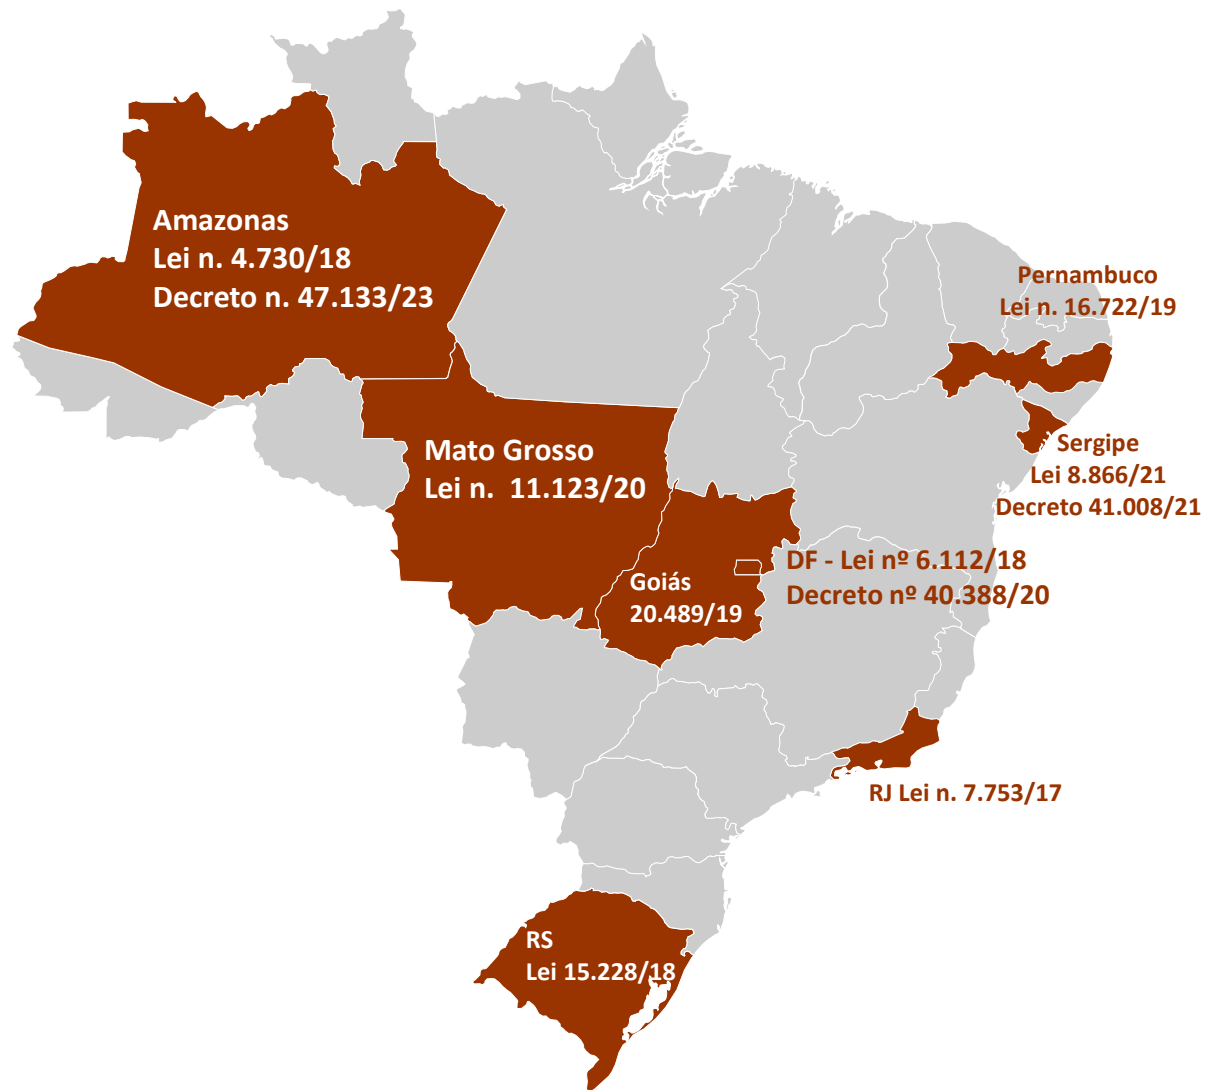 Amazonas
Lei n. 4.730/18
Decreto n. 47.133/23
Pernambuco
Lei n. 16.722/19
Mato Grosso
Lei n. 11.123/20
Sergipe
Lei 8.866/21
Decreto 41.008/21
Goiás
20.489/19
DF - Lei nº 6.112/18
Decreto nº 40.388/20
RJ Lei n. 7.753/17
RS
Lei 15.228/18